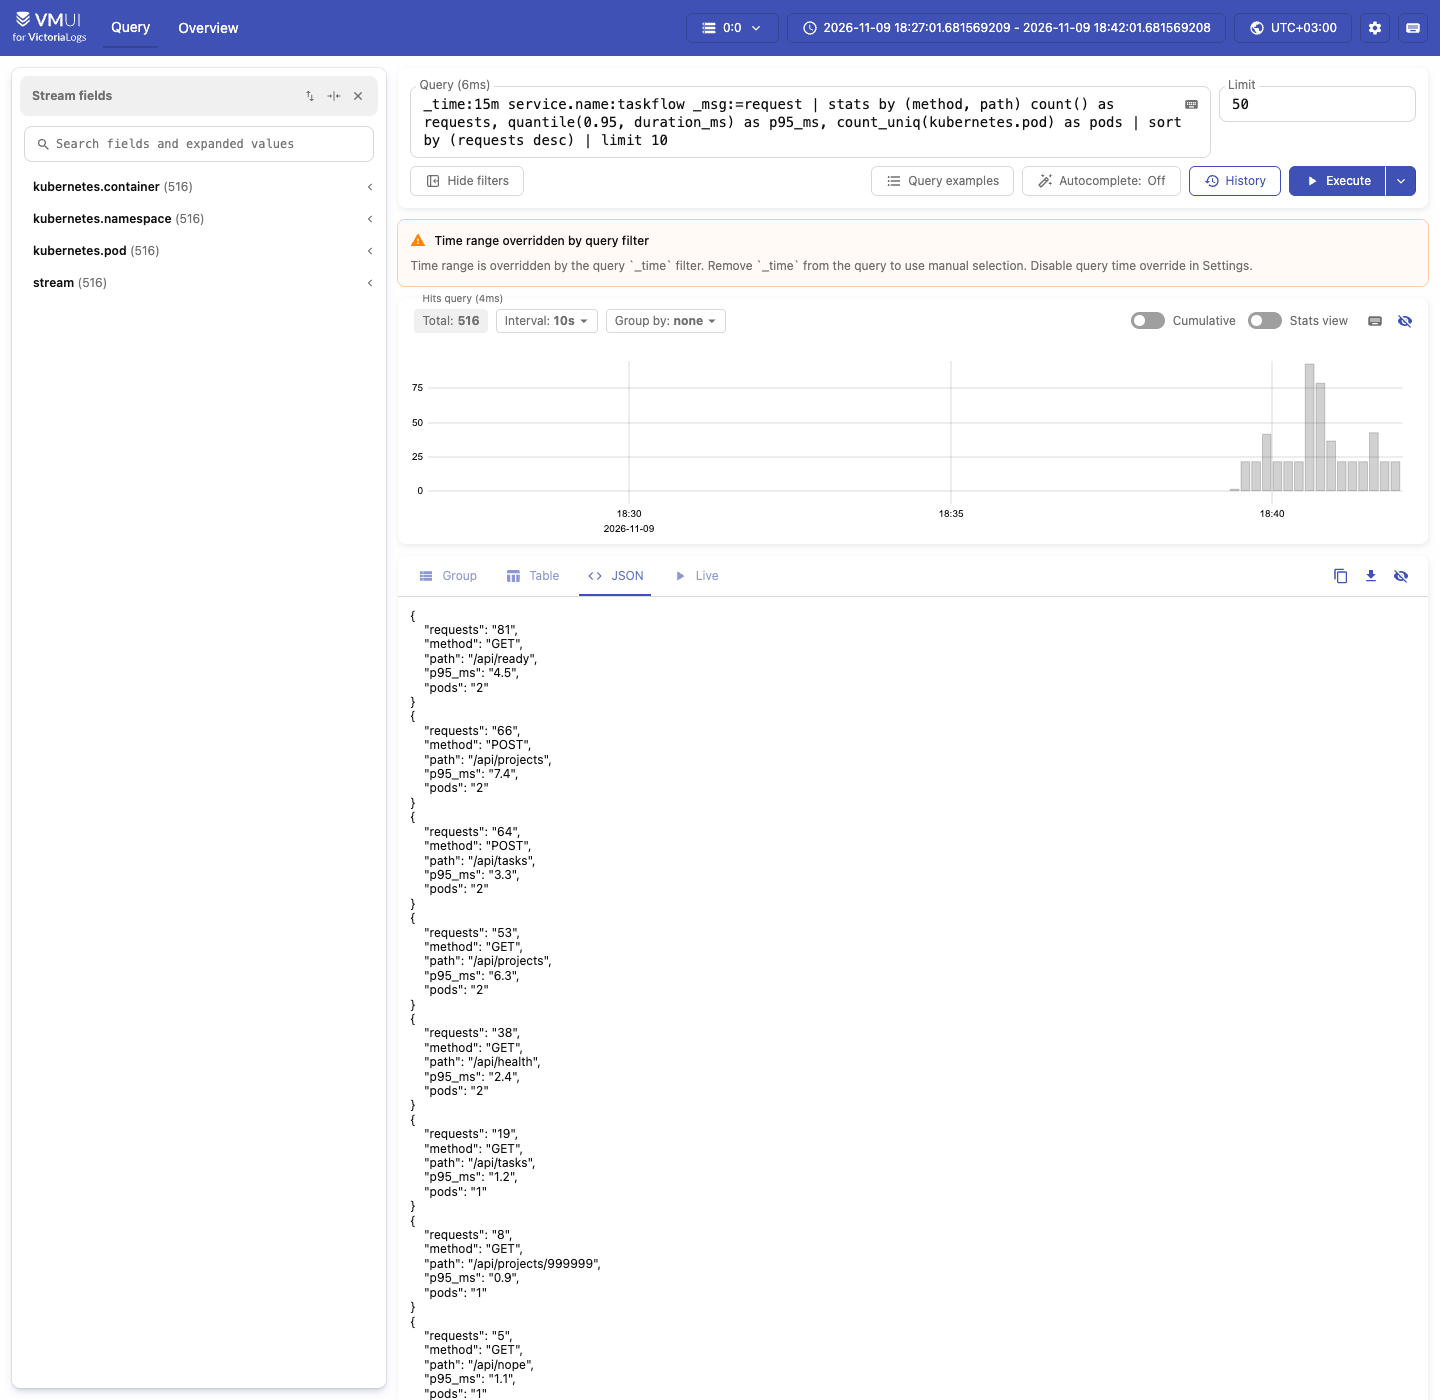 VMUI
for VictoriaLogs
Query
Overview
0:0
2026-11-09 18:27:01.681569209 - 2026-11-09 18:42:01.681569208
UTC+03:00
Stream fields
Search fields and expanded values
kubernetes.container (516)
kubernetes.namespace (516)
kubernetes.pod (516)
stream (516)
Query (6ms)
_time:15m service.name:taskflow _msg:=request | stats by (method, path) count() as
requests, quantile(0.95, duration_ms) as p95_ms, count_uniq(kubernetes.pod) as pods | sort
by (requests desc) | limit 10
Limit
50
Hide filters
Query examples
Autocomplete: Off
History
Execute
Time range overridden by query filter
Time range is overridden by the query `_time` filter. Remove `_time` from the query to use manual selection. Disable query time override in Settings.
Hits query (4ms)
Total: 516
Interval: 10s
Group by: none
Cumulative
Stats view
75
50
25
0
18:30
2026-11-09
18:35
18:40
Group
Table
JSON
Live
{
"requests": "81",
"method": "GET",
"path": "/api/ready",
"p95_ms": "4.5",
"pods": "2"
}
{
"requests": "66",
"method": "POST",
"path": "/api/projects",
"p95_ms": "7.4",
"pods": "2"
}
{
"requests": "64",
"method": "POST",
"path": "/api/tasks",
"p95_ms": "3.3",
"pods": "2"
}
{
"requests": "53",
"method": "GET",
"path": "/api/projects",
"p95_ms": "6.3",
"pods": "2"
}
{
"requests": "38",
"method": "GET",
"path": "/api/health",
"p95_ms": "2.4",
"pods": "2"
}
{
"requests": "19",
"method": "GET",
"path": "/api/tasks",
"p95_ms": "1.2",
"pods": "1"
}
{
"requests": "8",
"method": "GET",
"path": "/api/projects/999999",
"p95_ms": "0.9",
"pods": "1"
}
{
"requests": "5",
"method": "GET",
"path": "/api/nope",
"p95_ms": "1.1",
"pods": "1"